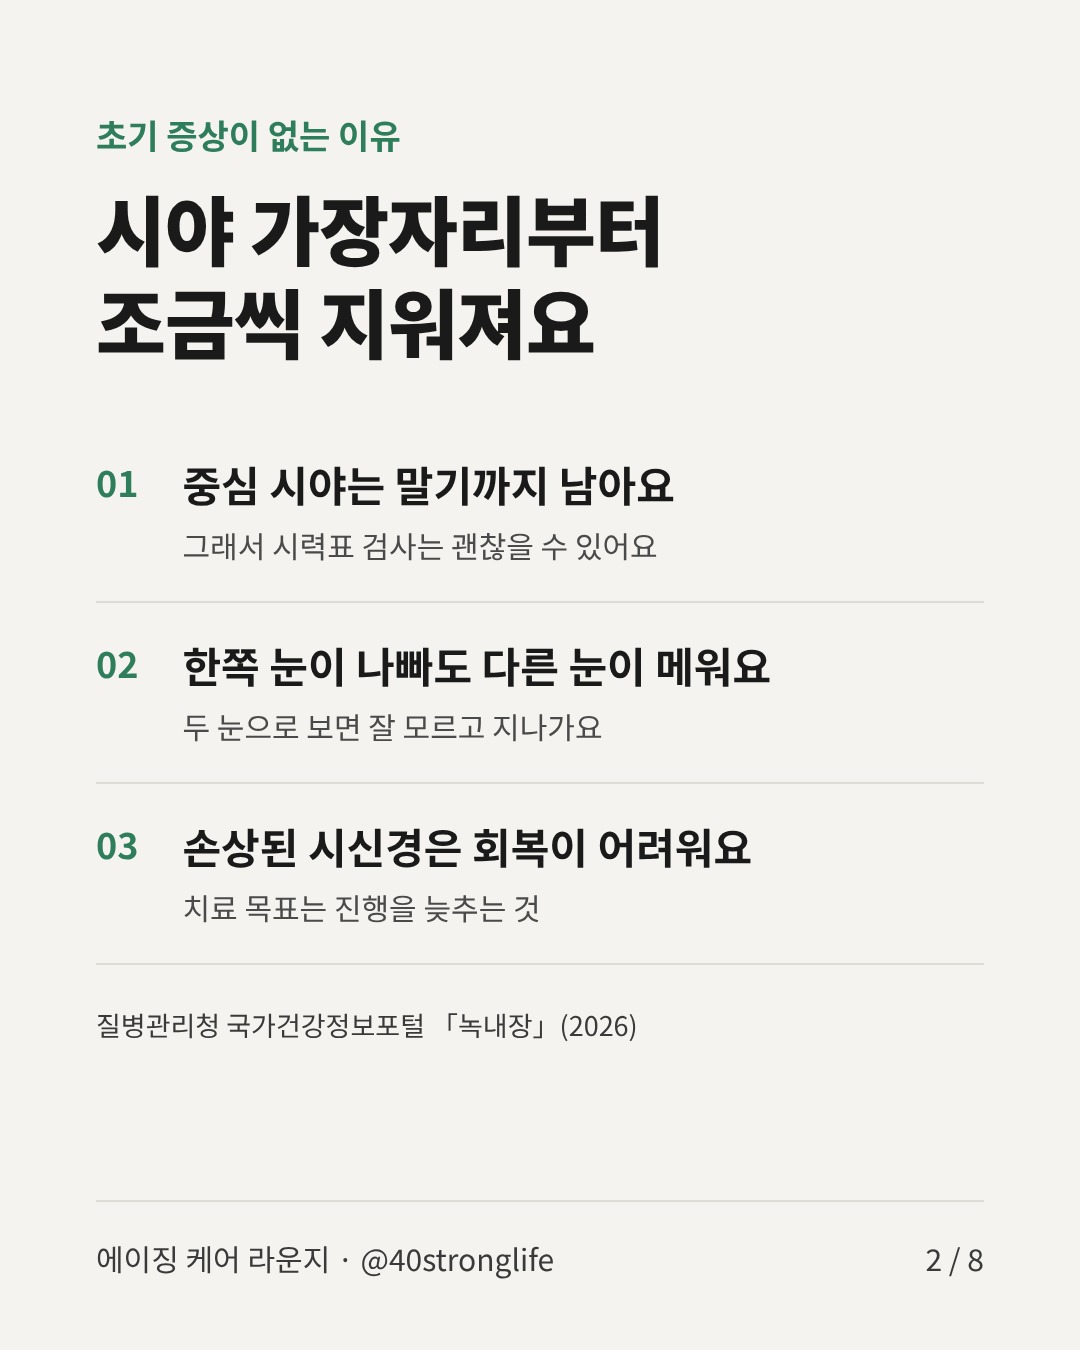 초기 증상이 없는 이유
시야 가장자리부터
조금씩 지워져요
01 중심 시야는 말기까지 남아요
그래서 시력표 검사는 괜찮을 수 있어요
02 한쪽 눈이 나빠도 다른 눈이 메워요
두 눈으로 보면 잘 모르고 지나가요
03 손상된 시신경은 회복이 어려워요
치료 목표는 진행을 늦추는 것
질병관리청 국가건강정보포털 「녹내장」(2026)
에이징 케어 라운지 · @40stronglife 2 / 8